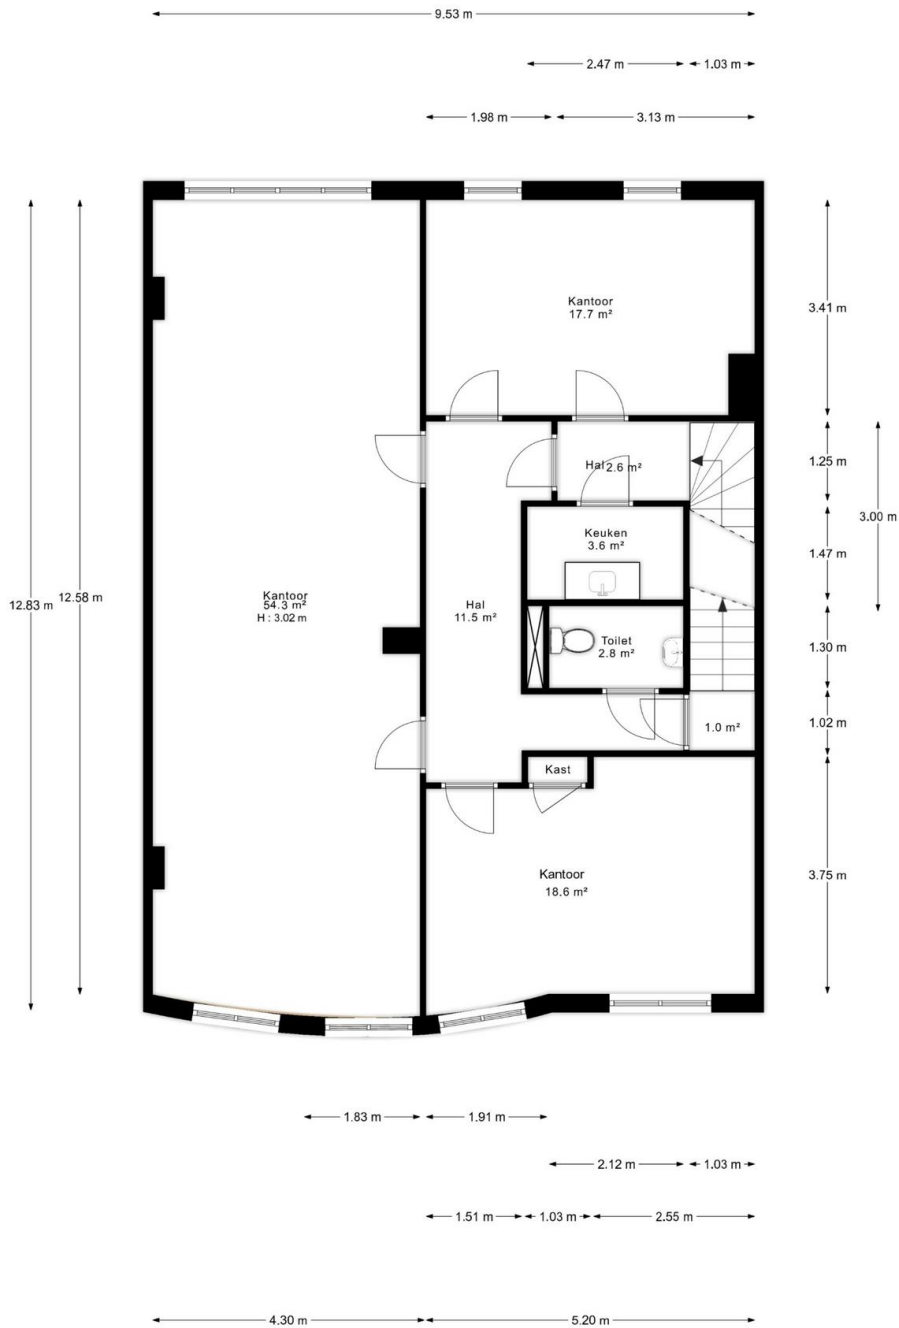 9.53 m
2.47 m
1.03 m
1.98 m
3.13 m
Kantoor
17.7 m²
3.41 m
Hal 2.6 m²
1.25 m
3.00 m
Keuken
3.6 m²
1.47 m
12.83 m
12.58 m
Kantoor
54.3 m²
H : 3.02 m
Hal
11.5 m²
Toilet
2.8 m²
1.30 m
1.0 m²
1.02 m
Kast
Kantoor
18.6 m²
3.75 m
1.83 m
1.91 m
2.12 m
1.03 m
1.51 m
1.03 m
2.55 m
4.30 m
5.20 m